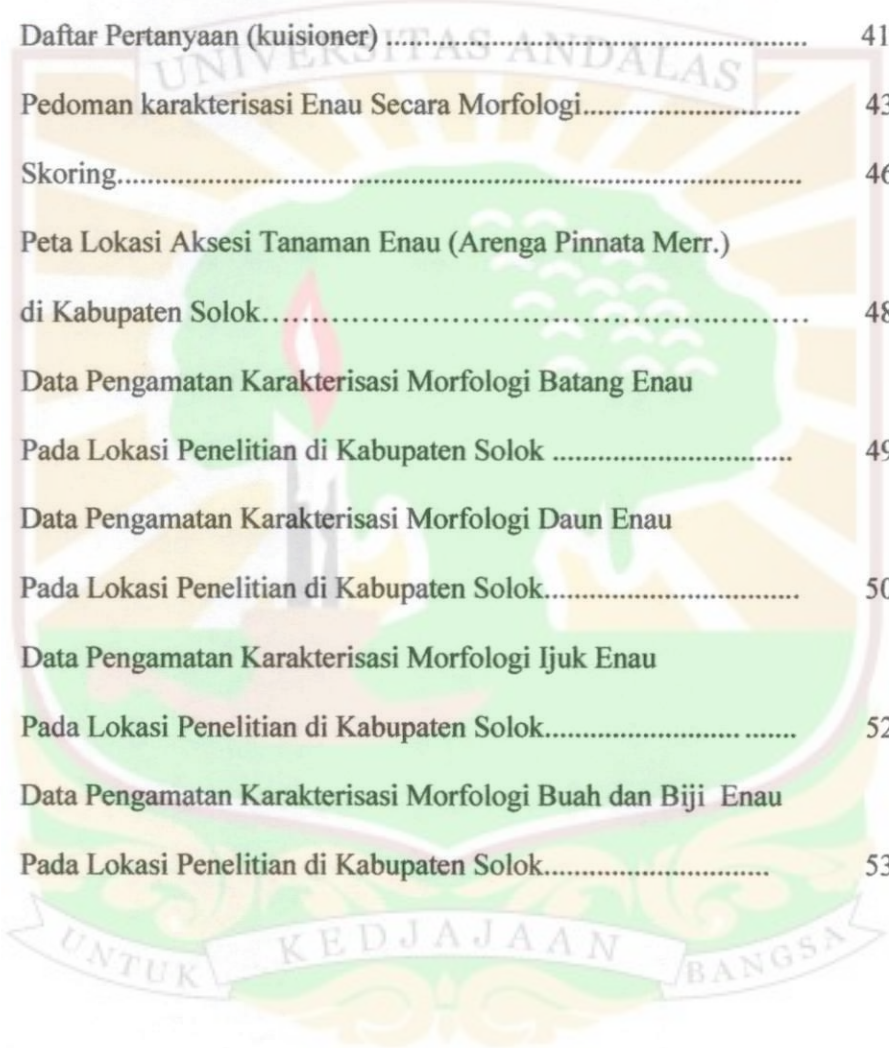 Daftar Pertanyaan (kuisioner) ........................................................ 41
UNIVERSITAS ANDALAS
Pedoman karakterisasi Enau Secara Morfologi............................ 43
Skoring.......................................................................................... 46
Peta Lokasi Aksesi Tanaman Enau (Arenga Pinnata Merr.)
di Kabupaten Solok……………………………………………… 48
Data Pengamatan Karakterisasi Morfologi Batang Enau
Pada Lokasi Penelitian di Kabupaten Solok ............................... 49
Data Pengamatan Karakterisasi Morfologi Daun Enau
Pada Lokasi Penelitian di Kabupaten Solok................................. 50
Data Pengamatan Karakterisasi Morfologi Ijuk Enau
Pada Lokasi Penelitian di Kabupaten Solok.......................... ....... 52
Data Pengamatan Karakterisasi Morfologi Buah dan Biji Enau
Pada Lokasi Penelitian di Kabupaten Solok............................. 53
UNTUK KEDJAJAAN BANGSA